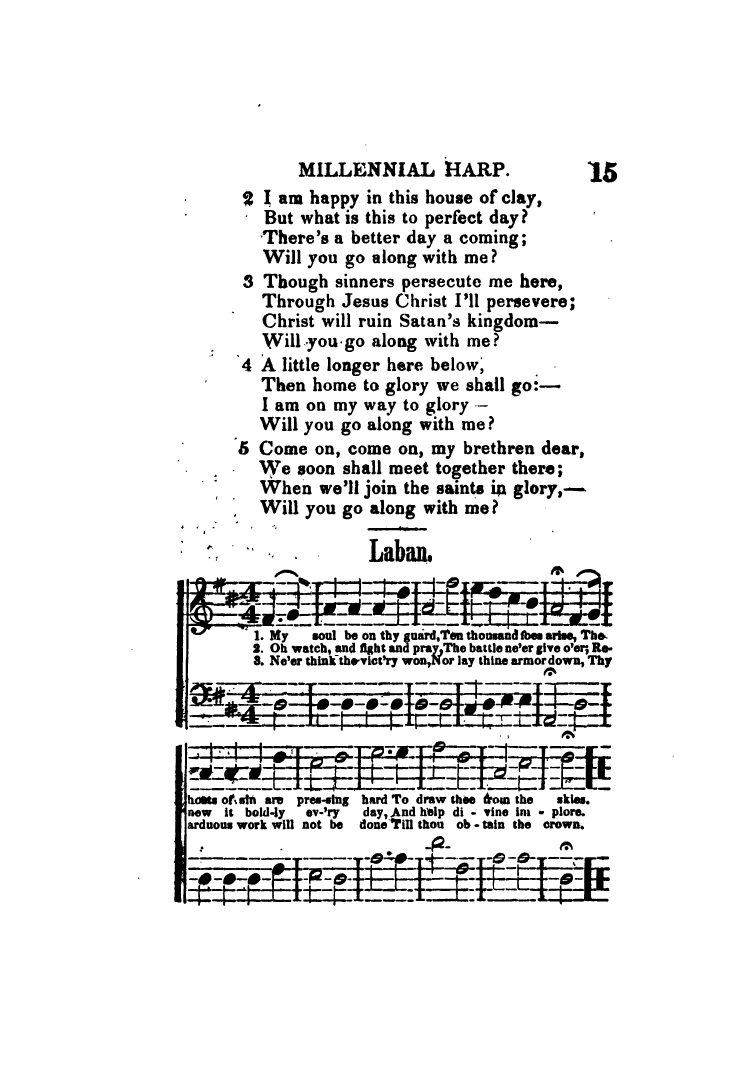 MILLENNIAL HARP. 15
2 I am happy in this house of clay,
But what is this to perfect day?
There's a better day a coming;
Will you go along with me?
3 Though sinners persecute me here,
Through Jesus Christ I'll persevere;
Christ will ruin Satan's kingdom—
Will you go along with me?
4 A little longer here below,
Then home to glory we shall go:—
I am on my way to glory –
Will you go along with me?
5 Come on, come on, my brethren dear,
We soon shall meet together there;
When we'll join the saints in glory,—
Will you go along with me?
Laban.
4 4
1. My soul be on thy guard, Ten thousand foes arise, The
2. Oh watch, and fight and pray, The battle ne'er give o'er; Re-
3. Ne'er think the vict'ry won, Nor lay thine armor down, Thy
4 4
hosts of sin are pres-sing hard To draw thee from the skies.
new it bold-ly ev-'ry day, And help di - vine im - plore.
arduous work will not be done Till thou ob - tain the crown.